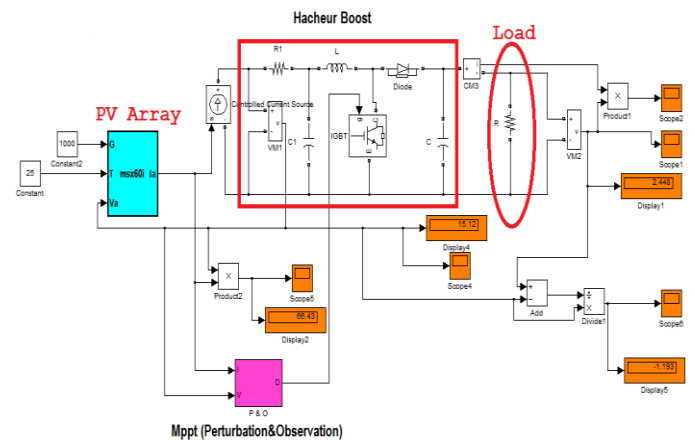 Hacheur Boost
Load
R1
L
Diode
CM3
PV Array
Controlled Current Source
VM1
C1
IGBT
C
R
VM2
Product1
Scope2
Scope1
1000
Constant2
25
Constant
G
T
Va
msx60i
Ia
2.448
Display1
15.12
Display4
Scope4
Product2
Scope5
66.43
Display2
Add
Divide1
Scope6
-1.193
Display5
I
V
D
P & O
Mppt (Perturbation&Observation)